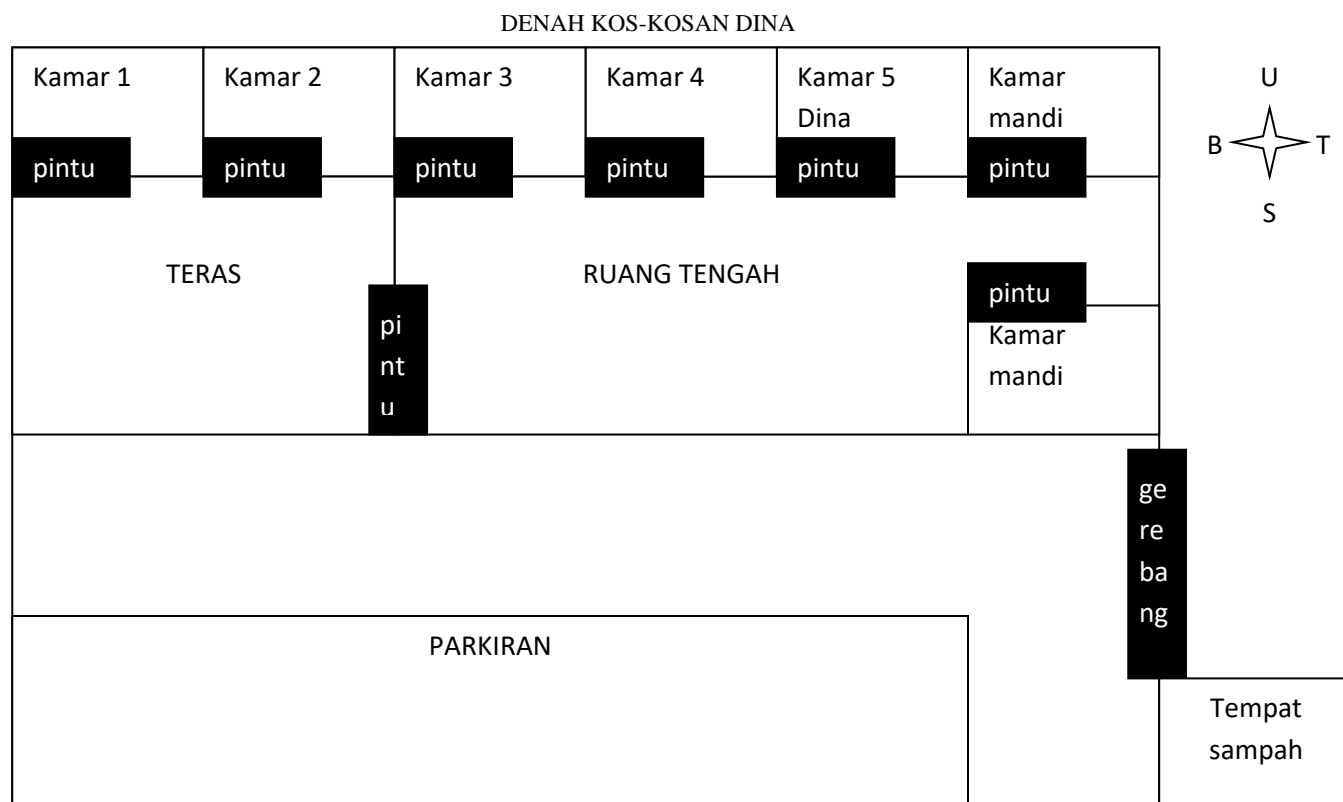 DENAH KOS-KOSAN DINA
Kamar 1
Kamar 2
Kamar 3
Kamar 4
Kamar 5
Dina
Kamar
mandi
U
B
T
S
pintu
pintu
pintu
pintu
pintu
pintu
TERAS
RUANG TENGAH
pintu
Kamar
mandi
pi
nt
u
ge
re
ba
ng
PARKIRAN
Tempat
sampah